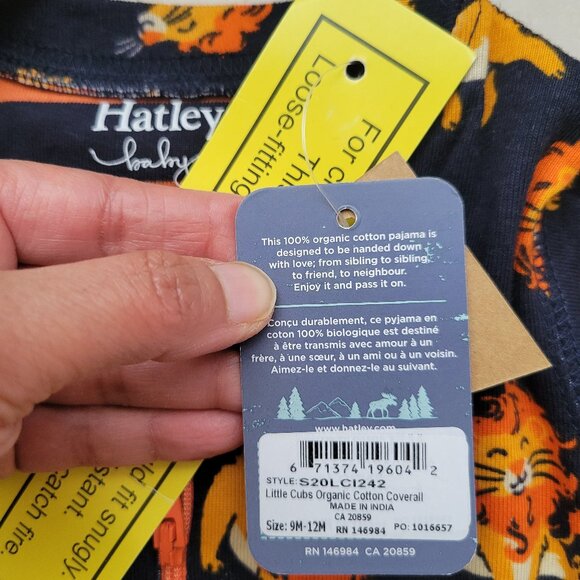 Hatley
baby
For c
Thi
Loose-fitting
This 100% organic cotton pajama is
designed to be handed down
with love; from sibling to sibling,
to friend, to neighbour.
Enjoy it and pass it on.
Conçu durablement, ce pyjama en
coton 100% biologique est destiné
à être transmis avec amour à un
frère, à une sœur, à un ami ou à un voisin.
Aimez-le et donnez-le au suivant.
www.hatley.com
6 71374 19604 2
STYLE: S20LCI242
Little Cubs Organic Cotton Coverall
MADE IN INDIA
CA 20859
Size: 9M-12M RN 146984 PO: 1016657
RN 146984 CA 20859
ld fit snugly.
stant.
catch fire.